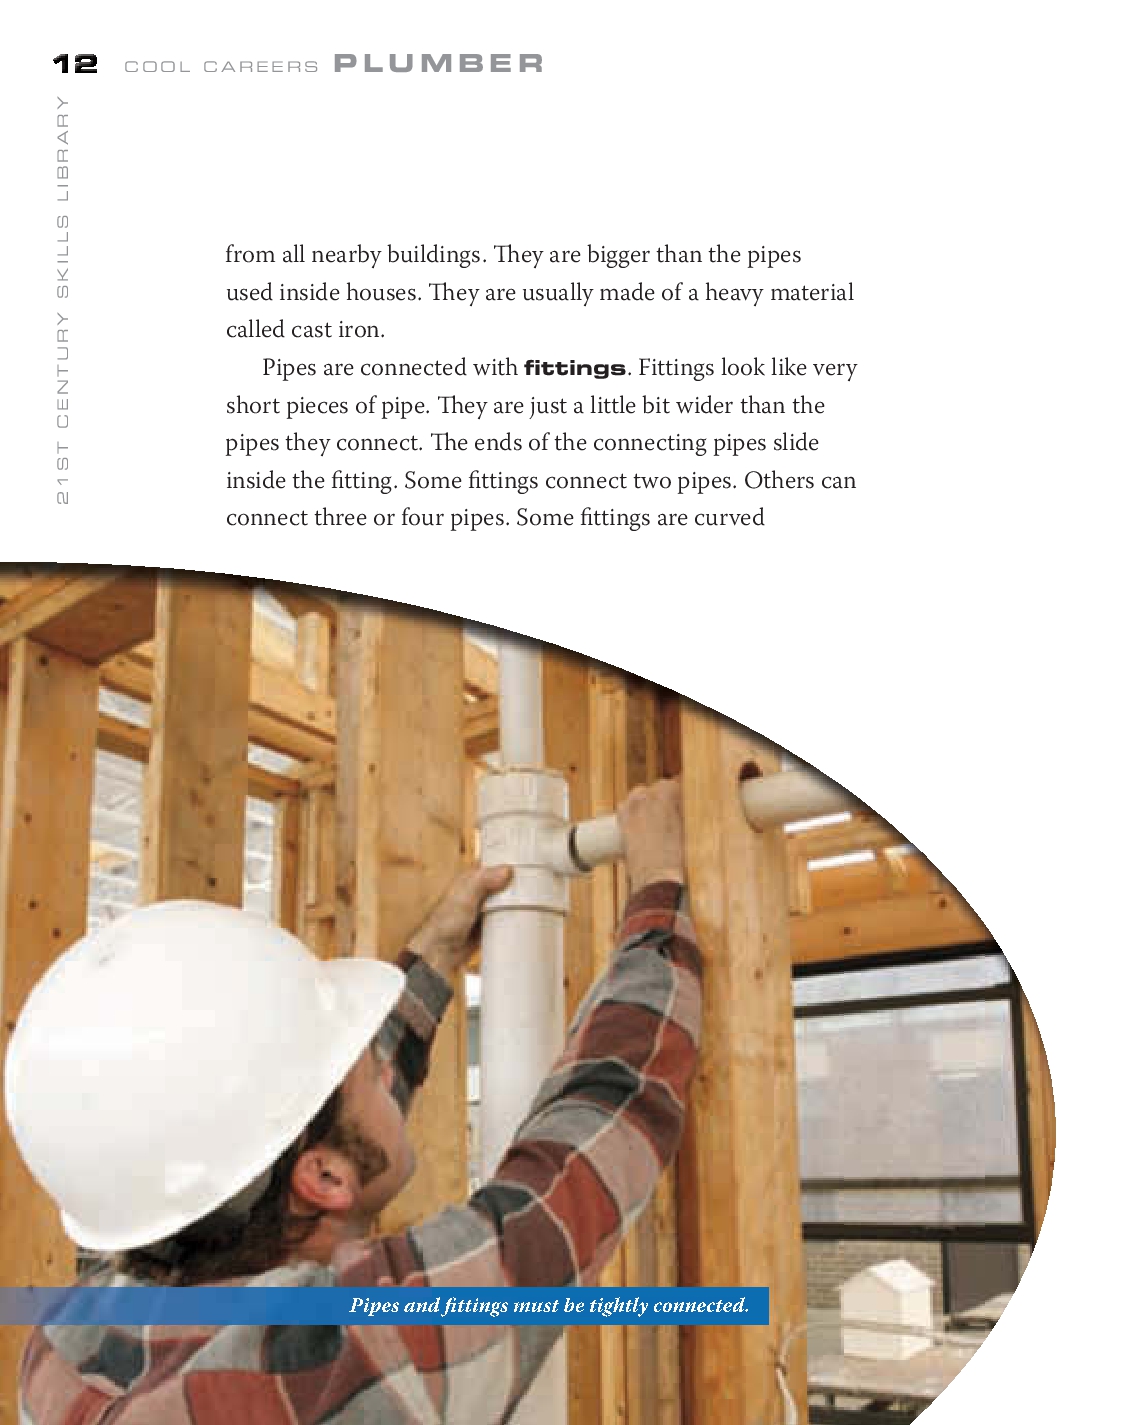 12 COOL CAREERS PLUMBER
21ST CENTURY SKILLS LIBRARY
from all nearby buildings. They are bigger than the pipes
used inside houses. They are usually made of a heavy material
called cast iron.
Pipes are connected with fittings. Fittings look like very
short pieces of pipe. They are just a little bit wider than the
pipes they connect. The ends of the connecting pipes slide
inside the fitting. Some fittings connect two pipes. Others can
connect three or four pipes. Some fittings are curved
Pipes and fittings must be tightly connected.